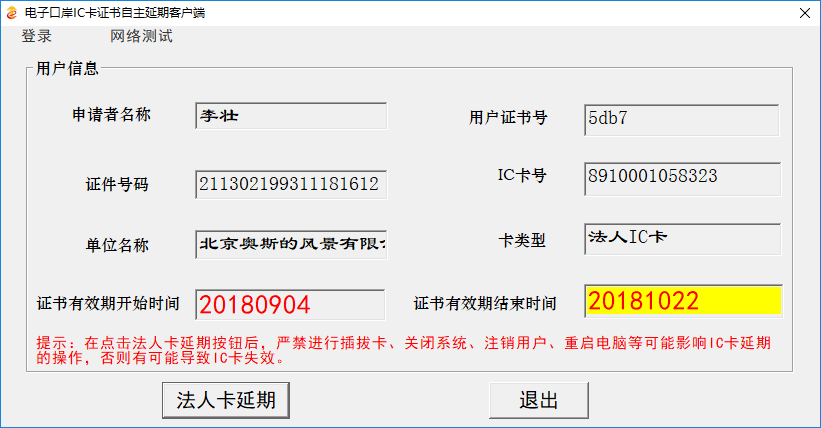 电子口岸IC卡证书自主延期客户端
登录 网络测试
用户信息
申请者名称 李壮 用户证书号 5db7
证件号码 211302199311181612 IC卡号 8910001058323
单位名称 北京奥斯的风景有限 卡类型 法人IC卡
证书有效期开始时间 20180904 证书有效期结束时间 20181022
提示：在点击法人卡延期按钮后，严禁进行插拔卡、关闭系统、注销用户、重启电脑等可能影响IC卡延期
的操作，否则有可能导致IC卡失效。
法人卡延期 退出